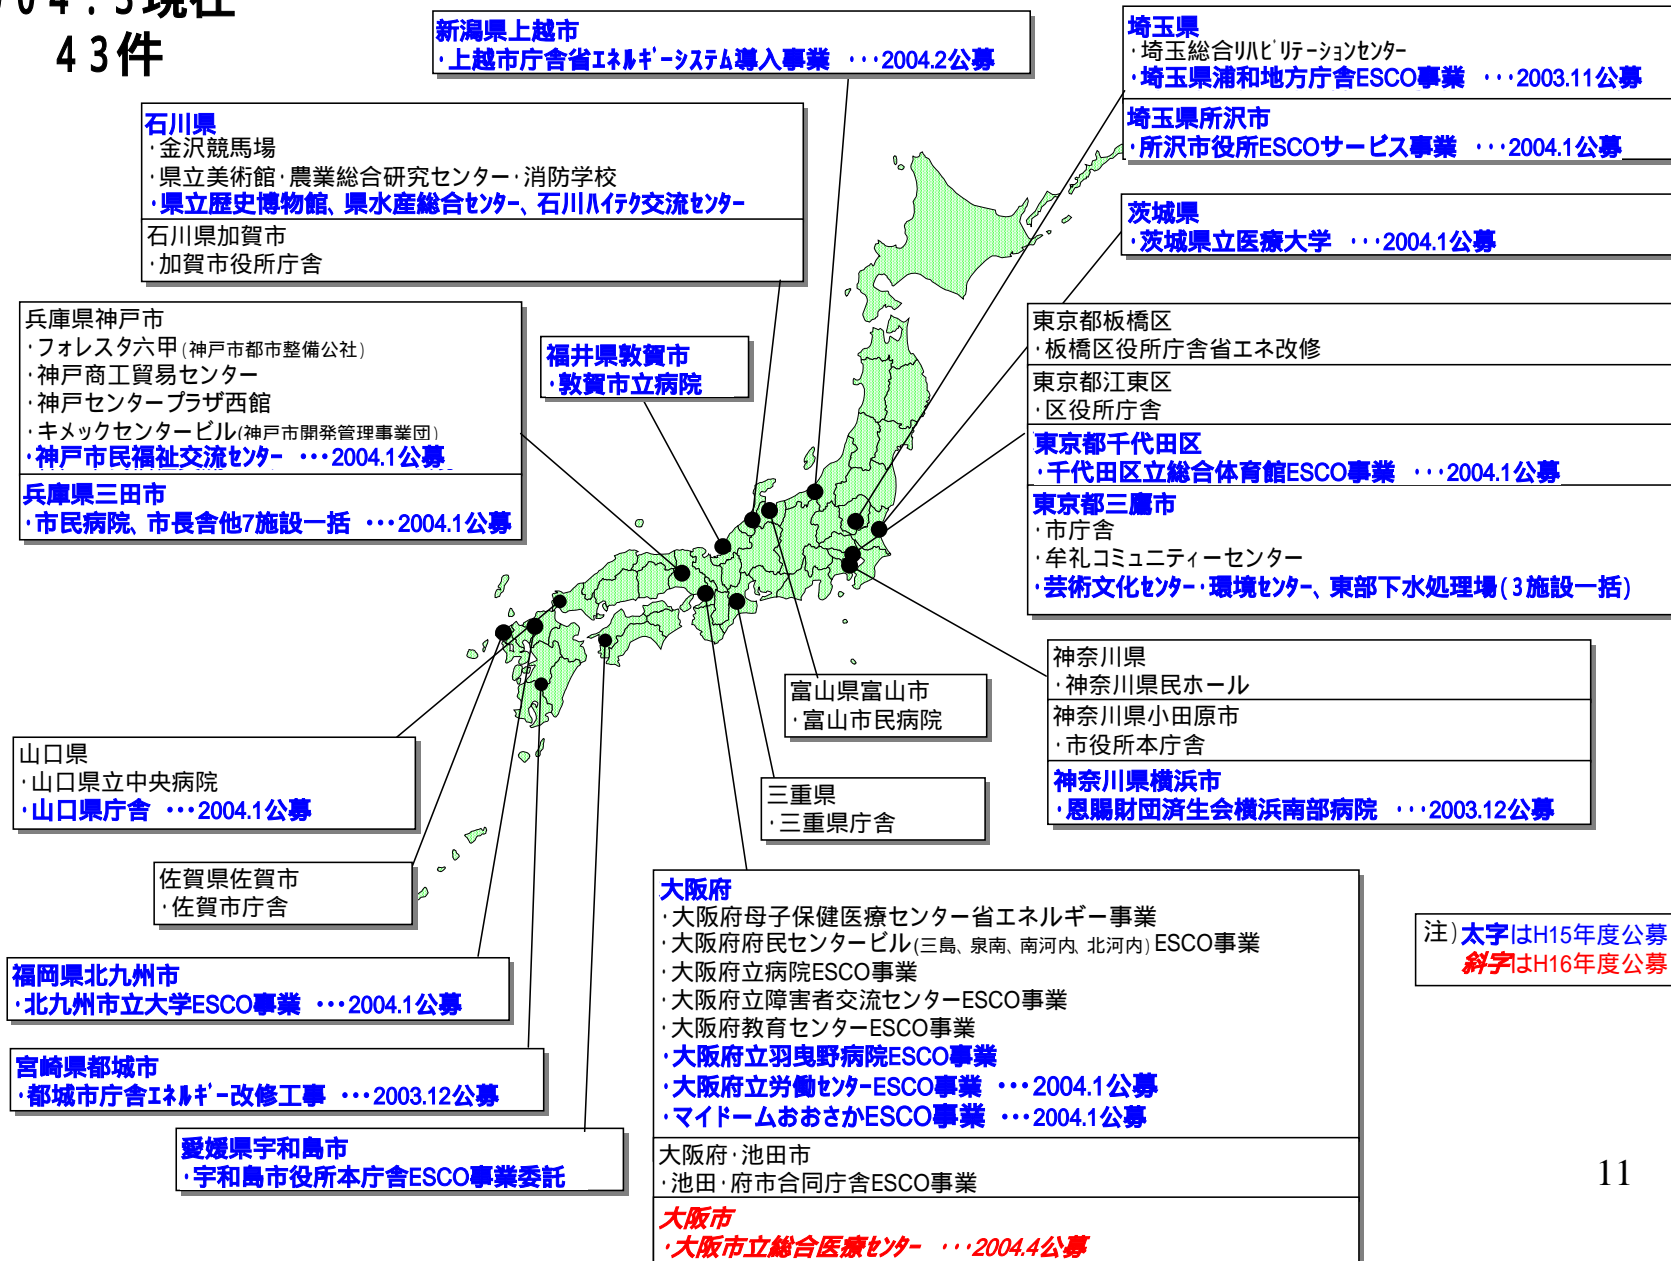 04.5現在
43件
新潟県上越市
・上越市庁舎省エネルギーシステム導入事業 ・・・2004.2公募
埼玉県
・埼玉総合リハビリテーションセンター
・埼玉県浦和地方庁舎ESCO事業 ・・・2003.11公募
埼玉県所沢市
・所沢市役所ESCOサービス事業 ・・・2004.1公募
石川県
・金沢競馬場
・県立美術館・農業総合研究センター・消防学校
・県立歴史博物館、県水産総合センター、石川ハイテク交流センター
石川県加賀市
・加賀市役所庁舎
茨城県
・茨城県立医療大学 ・・・2004.1公募
兵庫県神戸市
・フォレスタ六甲(神戸市都市整備公社)
・神戸商工貿易センター
・神戸センタープラザ西館
・キメックセンタービル(神戸市開発管理事業団)
・神戸市民福祉交流センター ・・・2004.1公募
兵庫県三田市
・市民病院、市長舎他7施設一括 ・・・2004.1公募
福井県敦賀市
・敦賀市立病院
東京都板橋区
・板橋区役所庁舎省エネ改修
東京都江東区
・区役所庁舎
東京都千代田区
・千代田区立総合体育館ESCO事業 ・・・2004.1公募
東京都三鷹市
・市庁舎
・牟礼コミュニティーセンター
・芸術文化センター・環境センター、東部下水処理場(3施設一括)
神奈川県
・神奈川県民ホール
神奈川県小田原市
・市役所本庁舎
神奈川県横浜市
・恩賜財団済生会横浜南部病院 ・・・2003.12公募
富山県富山市
・富山市民病院
三重県
・三重県庁舎
山口県
・山口県立中央病院
・山口県庁舎 ・・・2004.1公募
佐賀県佐賀市
・佐賀市庁舎
福岡県北九州市
・北九州市立大学ESCO事業 ・・・2004.1公募
宮崎県都城市
・都城市庁舎エネルギー改修工事 ・・・2003.12公募
愛媛県宇和島市
・宇和島市役所本庁舎ESCO事業委託
大阪府
・大阪府母子保健医療センター省エネルギー事業
・大阪府府民センタービル(三島、泉南、南河内、北河内)ESCO事業
・大阪府立病院ESCO事業
・大阪府立障害者交流センターESCO事業
・大阪府教育センターESCO事業
・大阪府立羽曳野病院ESCO事業
・大阪府立労働センターESCO事業 ・・・2004.1公募
・マイドームおおさかESCO事業 ・・・2004.1公募
大阪府・池田市
・池田・府市合同庁舎ESCO事業
大阪市
・大阪市立総合医療センター ・・・2004.4公募
注)太字はH15年度公募
斜字はH16年度公募
11